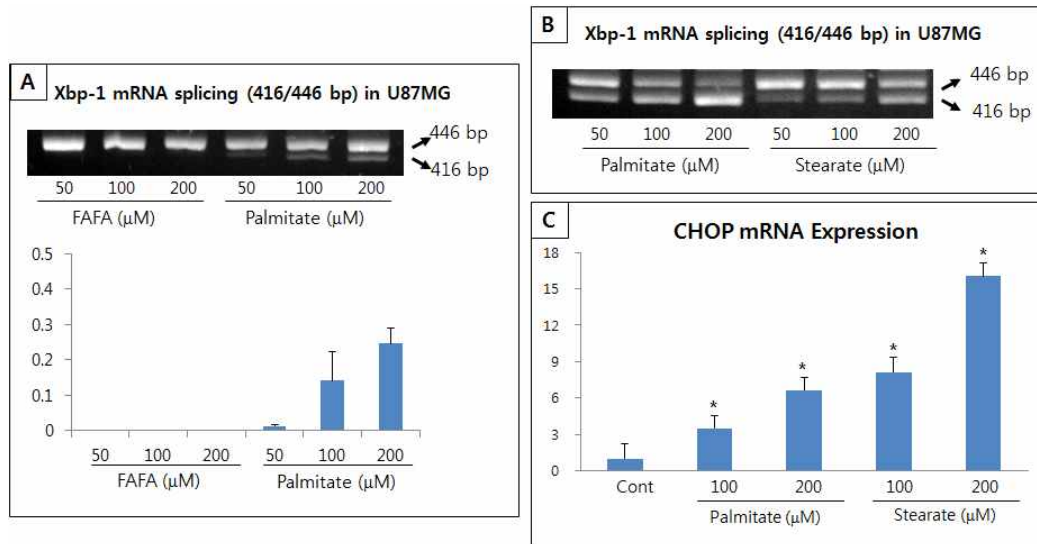 A
Xbp-1 mRNA splicing (416/446 bp) in U87MG
446 bp
416 bp
50 100 200 50 100 200
FAFA (μM) Palmitate (μM)
0.5
0.4
0.3
0.2
0.1
0
50 100 200 50 100 200
FAFA (μM) Palmitate (μM)
B
Xbp-1 mRNA splicing (416/446 bp) in U87MG
446 bp
416 bp
50 100 200 50 100 200
Palmitate (μM) Stearate (μM)
C
CHOP mRNA Expression
18
15
12
9
6
3
0
* * * *
Cont 100 200 100 200
Palmitate (μM) Stearate (μM)